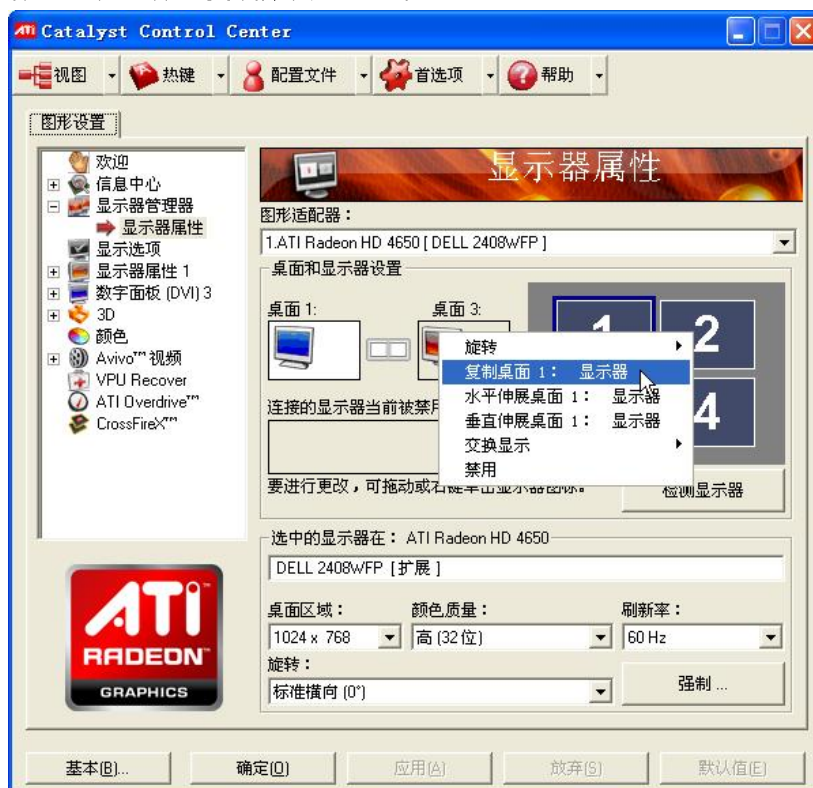 Catalyst Control Center
视图 热键 配置文件 首选项 帮助
图形设置
欢迎
信息中心
显示器管理器
显示器属性
显示选项
显示器属性 1
数字面板 (DVI) 3
3D
颜色
Avivo™ 视频
VPU Recover
ATI Overdrive™
CrossFireX™
ATI
RADEON
GRAPHICS
显示器属性
图形适配器：
1.ATI Radeon HD 4650 [ DELL 2408WFP ]
桌面和显示器设置
桌面 1: 桌面 3:
1 2
4
旋转
复制桌面 1： 显示器
水平伸展桌面 1： 显示器
垂直伸展桌面 1： 显示器
交换显示
禁用
连接的显示器当前被禁用
要进行更改，可拖动或右键单击显示器图标。
检测显示器
选中的显示器在： ATI Radeon HD 4650
DELL 2408WFP [ 扩展 ]
桌面区域： 颜色质量： 刷新率：
1024 x 768 高 (32 位) 60 Hz
旋转：
标准横向 (0°)
强制 ...
基本(B)... 确定(O) 应用(A) 放弃(S) 默认值(E)